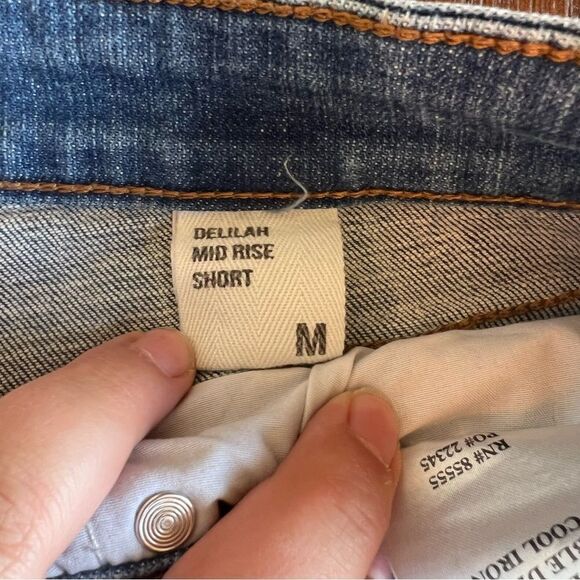 DELILAH
MID RISE
SHORT
M
RN# 85555
PO# 22345
COOL IRON